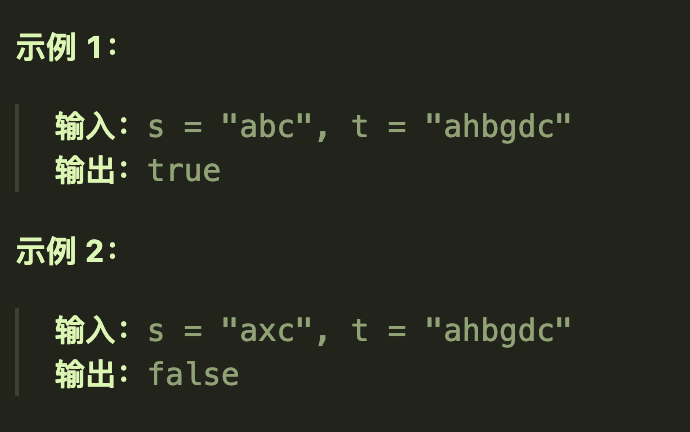 示例 1：
输入：s = "abc", t = "ahbgdc"
输出：true
示例 2：
输入：s = "axc", t = "ahbgdc"
输出：false